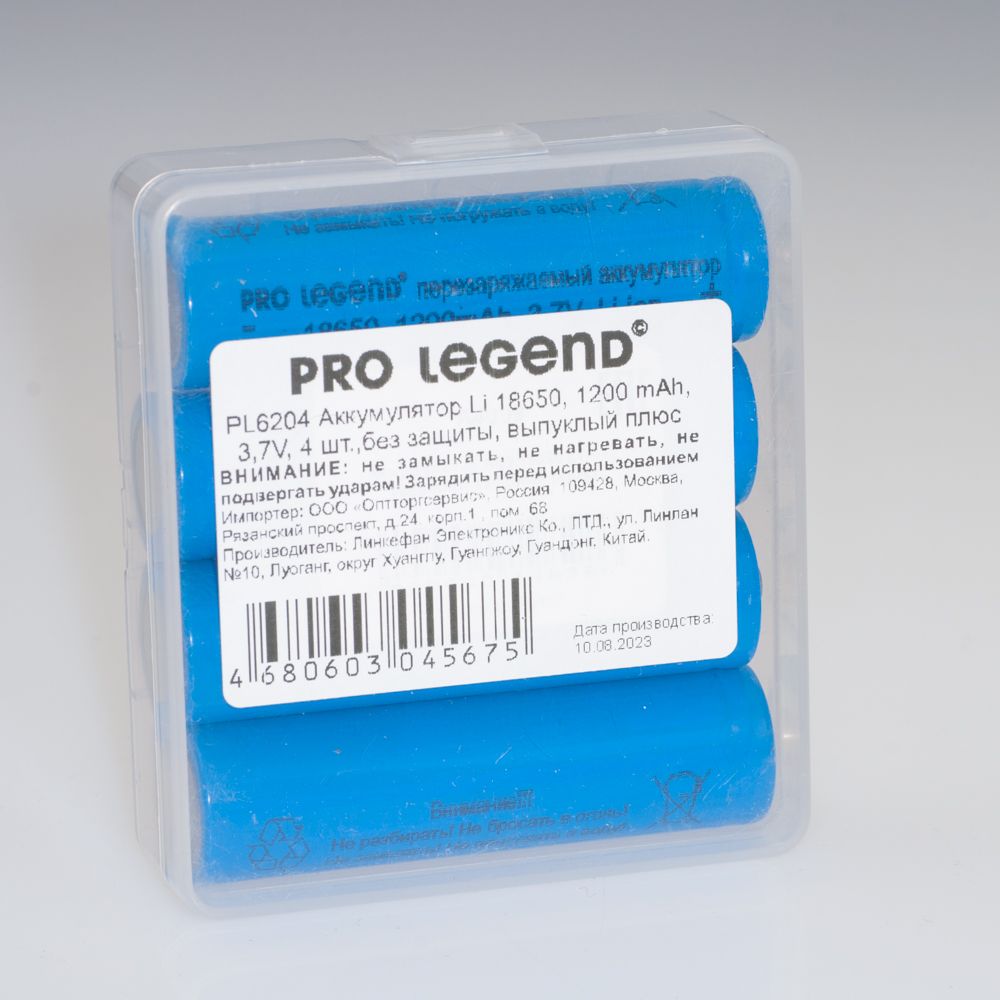 Не замыкать! Не погружать в воду!
PRO LEGEND© перезаряжаемый аккумулятор
18650 1200mAh 3.7V Li-ion
PRO LEGEND©
PL6204 Аккумулятор Li 18650, 1200 mAh,
3,7V, 4 шт.,без защиты, выпуклый плюс
ВНИМАНИЕ: не замыкать, не нагревать, не
подвергать ударам! Зарядить перед использованием
Импортер: ООО «Оптторгсервис», Россия 109428, Москва,
Рязанский проспект, д 24. корп.1 , пом. 68
Производитель: Линкефан Электроникс Ко., ЛТД., ул. Линлан
№10, Луоганг, округ Хуангпу, Гуангжоу, Гуандонг, Китай.
Дата производства:
10.08.2023
4 680603 045675
Внимание!!!
Не разбирать! Не бросать в огонь!